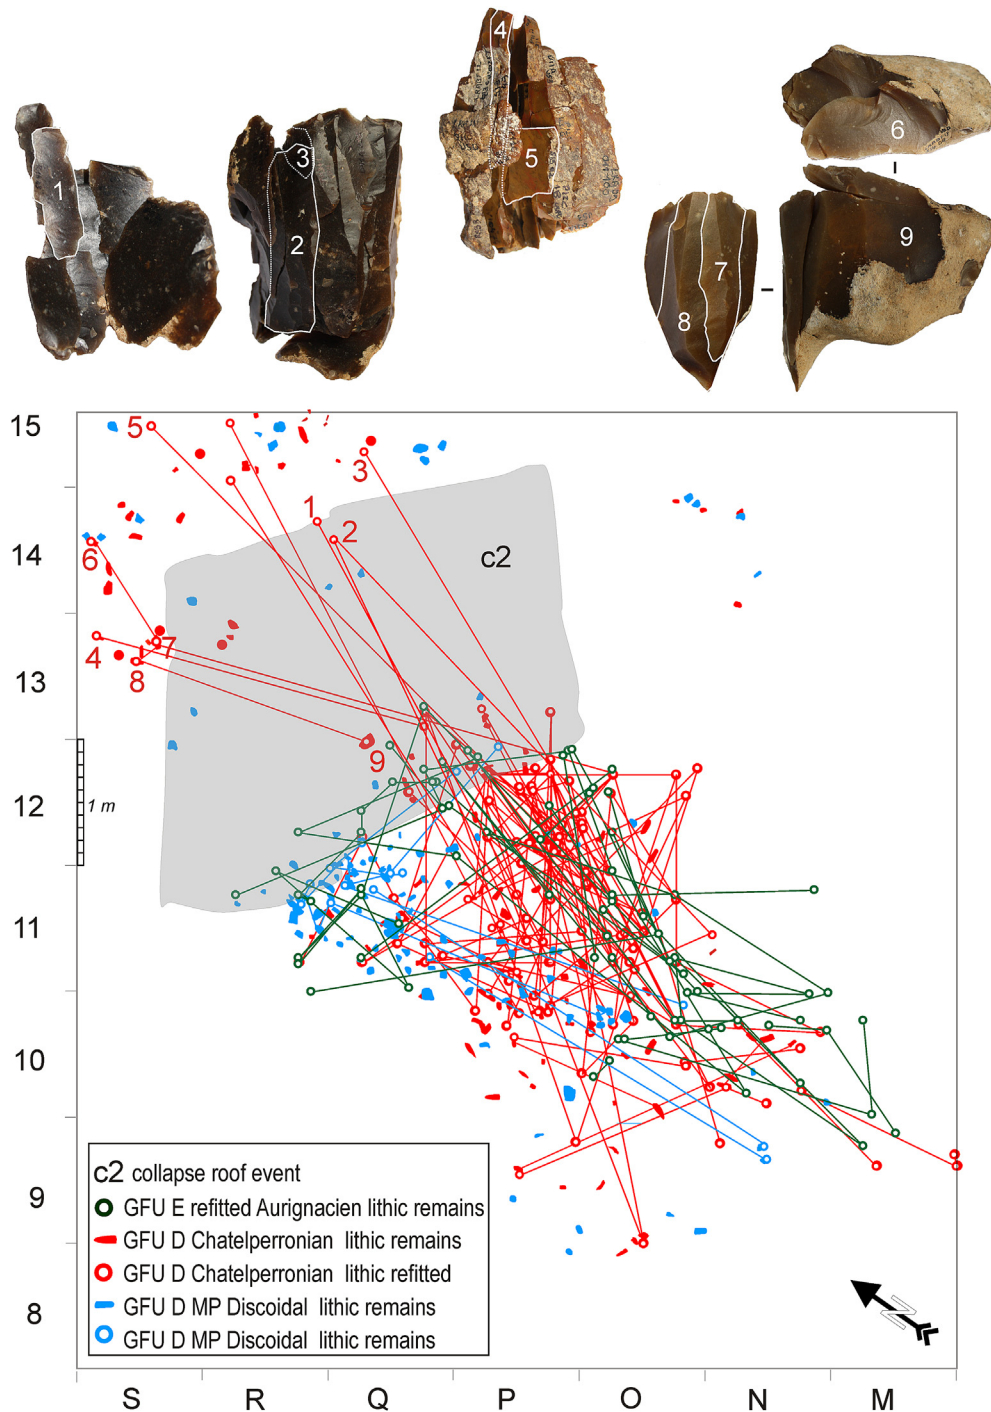 4
5
6
1
3
2
9
7
8
15
5
3
1
2
14
c2
6
7
4
8
13
9
12
1 m
11
10
c2 collapse roof event
GFU E refitted Aurignacien lithic remains
9
GFU D Chatelperronian lithic remains
GFU D Chatelperronian lithic refitted
GFU D MP Discoidal lithic remains
8
GFU D MP Discoidal lithic remains
N
S R Q P O N M